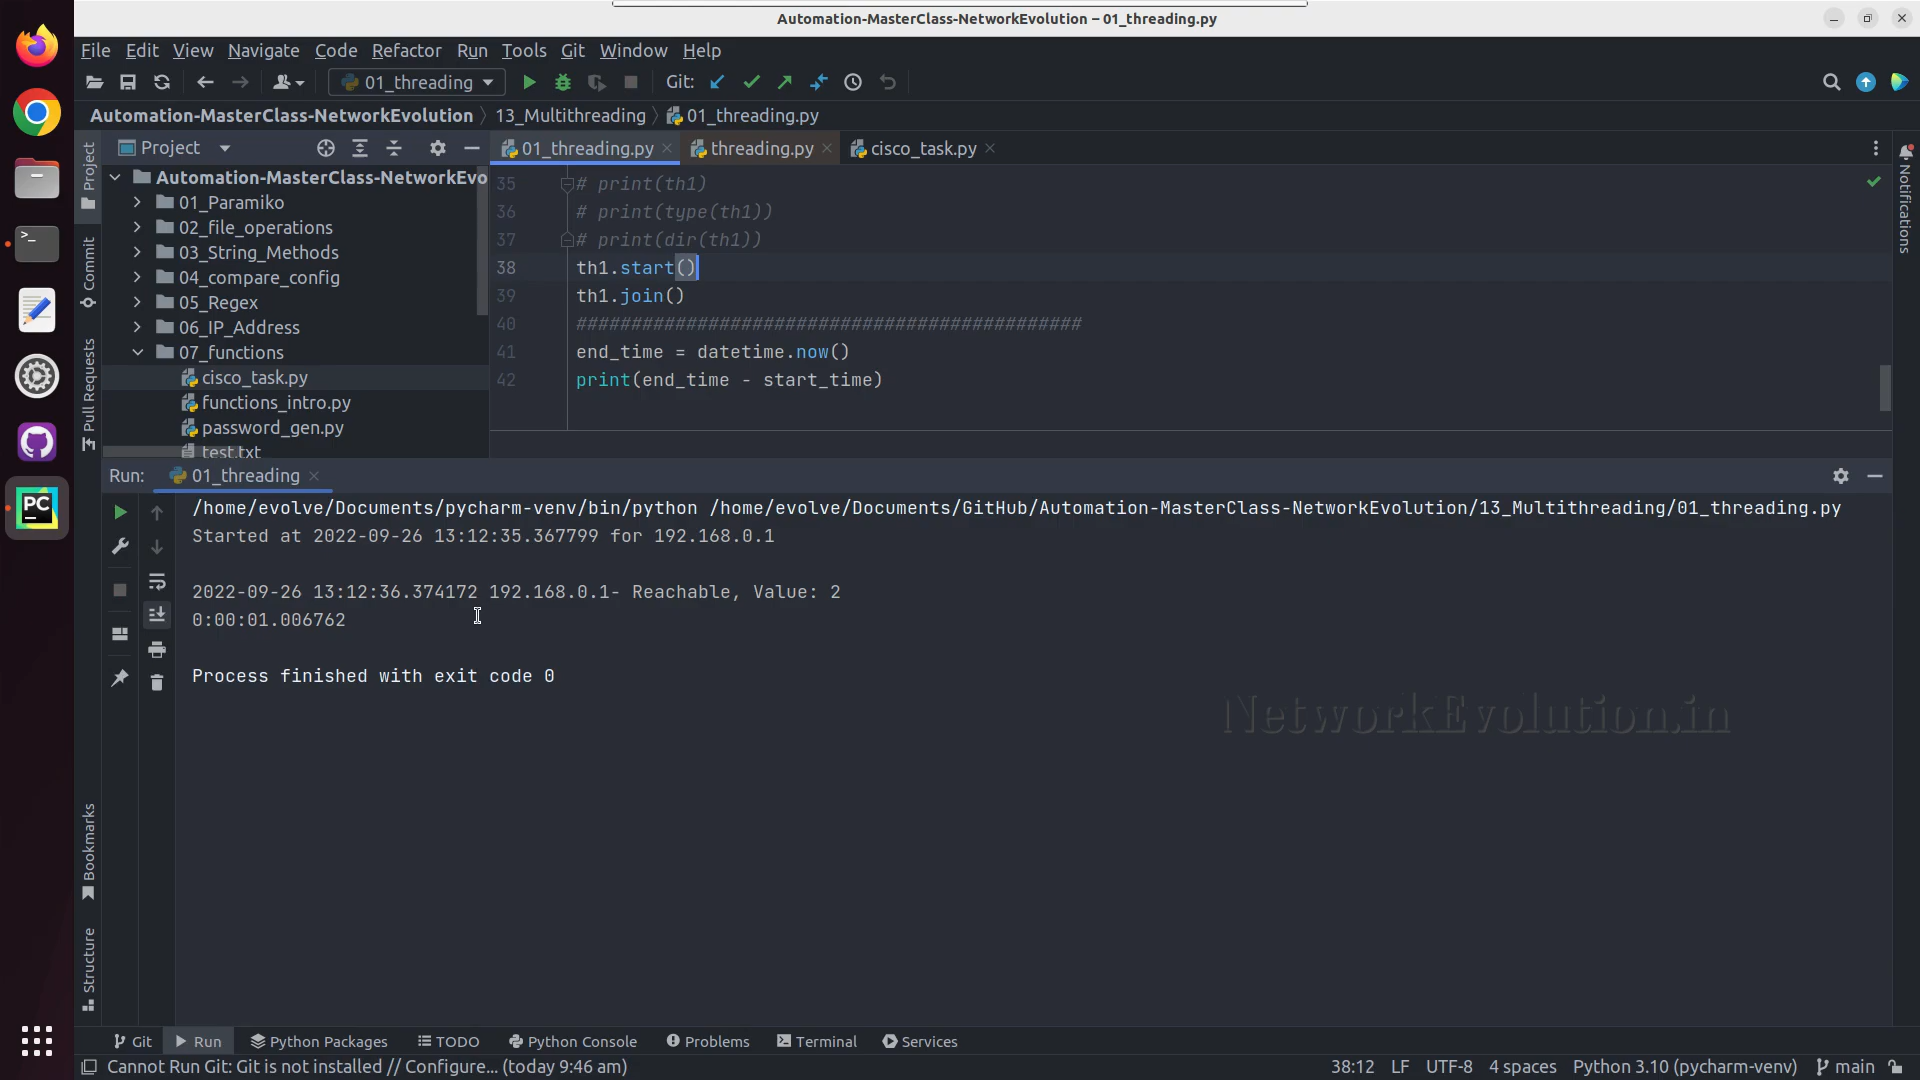 Automation-MasterClass-NetworkEvolution – 01_threading.py
File Edit View Navigate Code Refactor Run Tools Git Window Help
01_threading Git:
Automation-MasterClass-NetworkEvolution 13_Multithreading 01_threading.py
Project
01_threading.py threading.py cisco_task.py
Project
Commit
Pull Requests
Bookmarks
Structure
Notifications
Automation-MasterClass-NetworkEvo
01_Paramiko
02_file_operations
03_String_Methods
04_compare_config
05_Regex
06_IP_Address
07_functions
cisco_task.py
functions_intro.py
password_gen.py
test.txt
35 # print(th1)
36 # print(type(th1))
37 # print(dir(th1))
38 th1.start()
39 th1.join()
40 ##############################################
41 end_time = datetime.now()
42 print(end_time - start_time)
Run: 01_threading
/home/evolve/Documents/pycharm-venv/bin/python /home/evolve/Documents/GitHub/Automation-MasterClass-NetworkEvolution/13_Multithreading/01_threading.py
Started at 2022-09-26 13:12:35.367799 for 192.168.0.1
2022-09-26 13:12:36.374172 192.168.0.1- Reachable, Value: 2
0:00:01.006762
Process finished with exit code 0
NetworkEvolution.in
Git Run Python Packages TODO Python Console Problems Terminal Services
Cannot Run Git: Git is not installed // Configure... (today 9:46 am) 38:12 LF UTF-8 4 spaces Python 3.10 (pycharm-venv) main